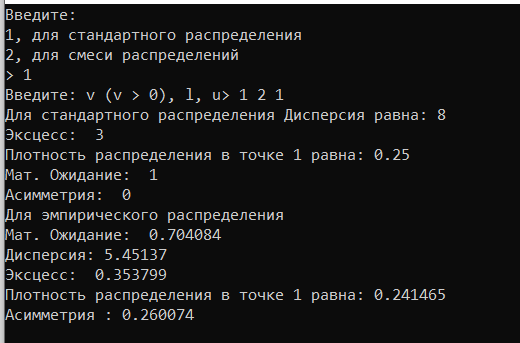 Введите:
1, для стандартного распределения
2, для смеси распределений
> 1
Введите: v (v > 0), l, u> 1 2 1
Для стандартного распределения Дисперсия равна: 8
Эксцесс:  3
Плотность распределения в точке 1 равна: 0.25
Мат. Ожидание:  1
Асимметрия:  0
Для эмпирического распределения
Мат. Ожидание:  0.704084
Дисперсия: 5.45137
Эксцесс:  0.353799
Плотность распределения в точке 1 равна: 0.241465
Асимметрия : 0.260074